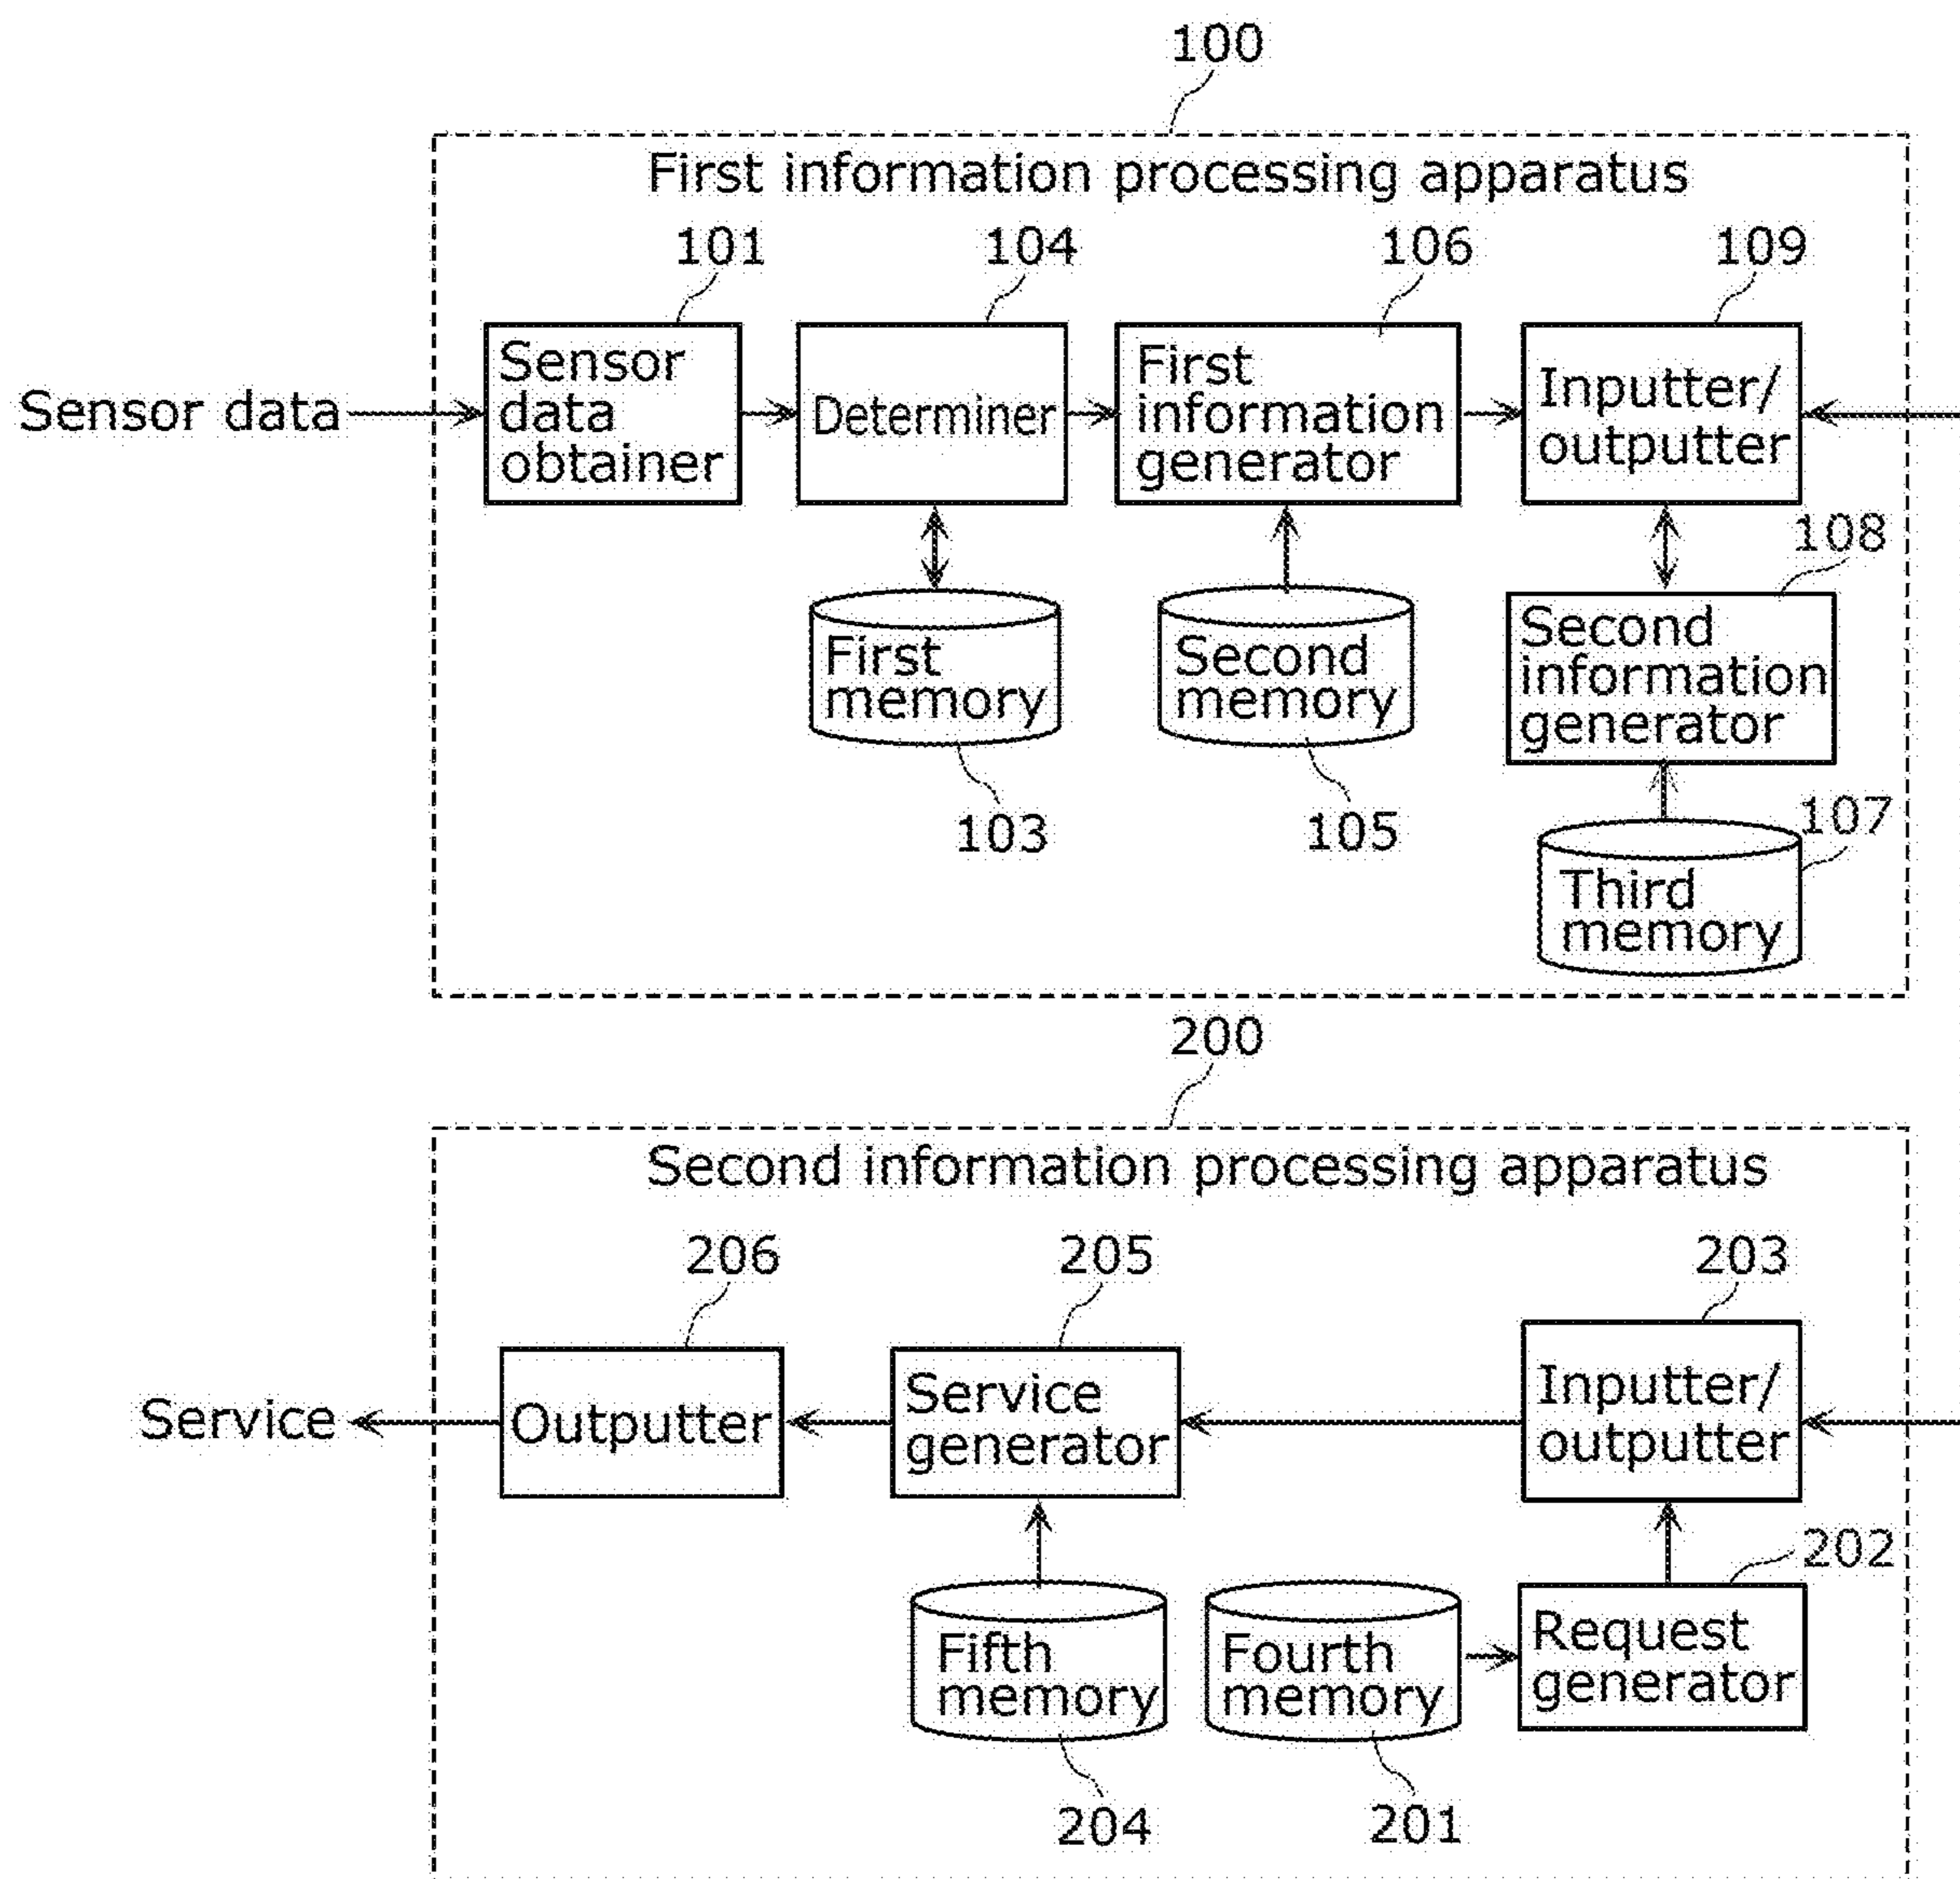 100
First information processing apparatus
101
104
106
109
Sensor data
Sensor
data
obtainer
Determiner
First
information
generator
Inputter/
outputter
108
First
memory
Second
memory
Second
information
generator
103
105
107
Third
memory
200
Second information processing apparatus
206
205
203
Service
Outputter
Service
generator
Inputter/
outputter
202
Fifth
memory
Fourth
memory
Request
generator
204
201